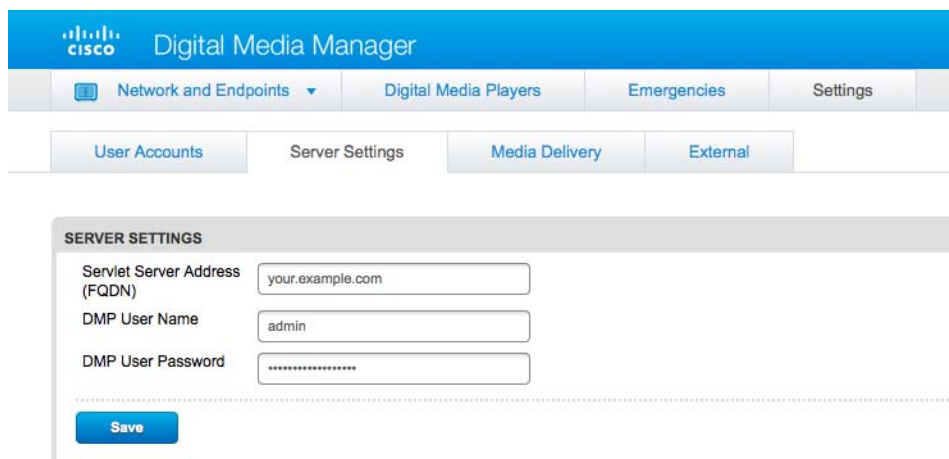 CISCO Digital Media Manager
Network and Endpoints Digital Media Players Emergencies Settings
User Accounts Server Settings Media Delivery External
SERVER SETTINGS
Servlet Server Address
(FQDN)
your.example.com
DMP User Name
admin
DMP User Password
••••••••••••••••••
Save